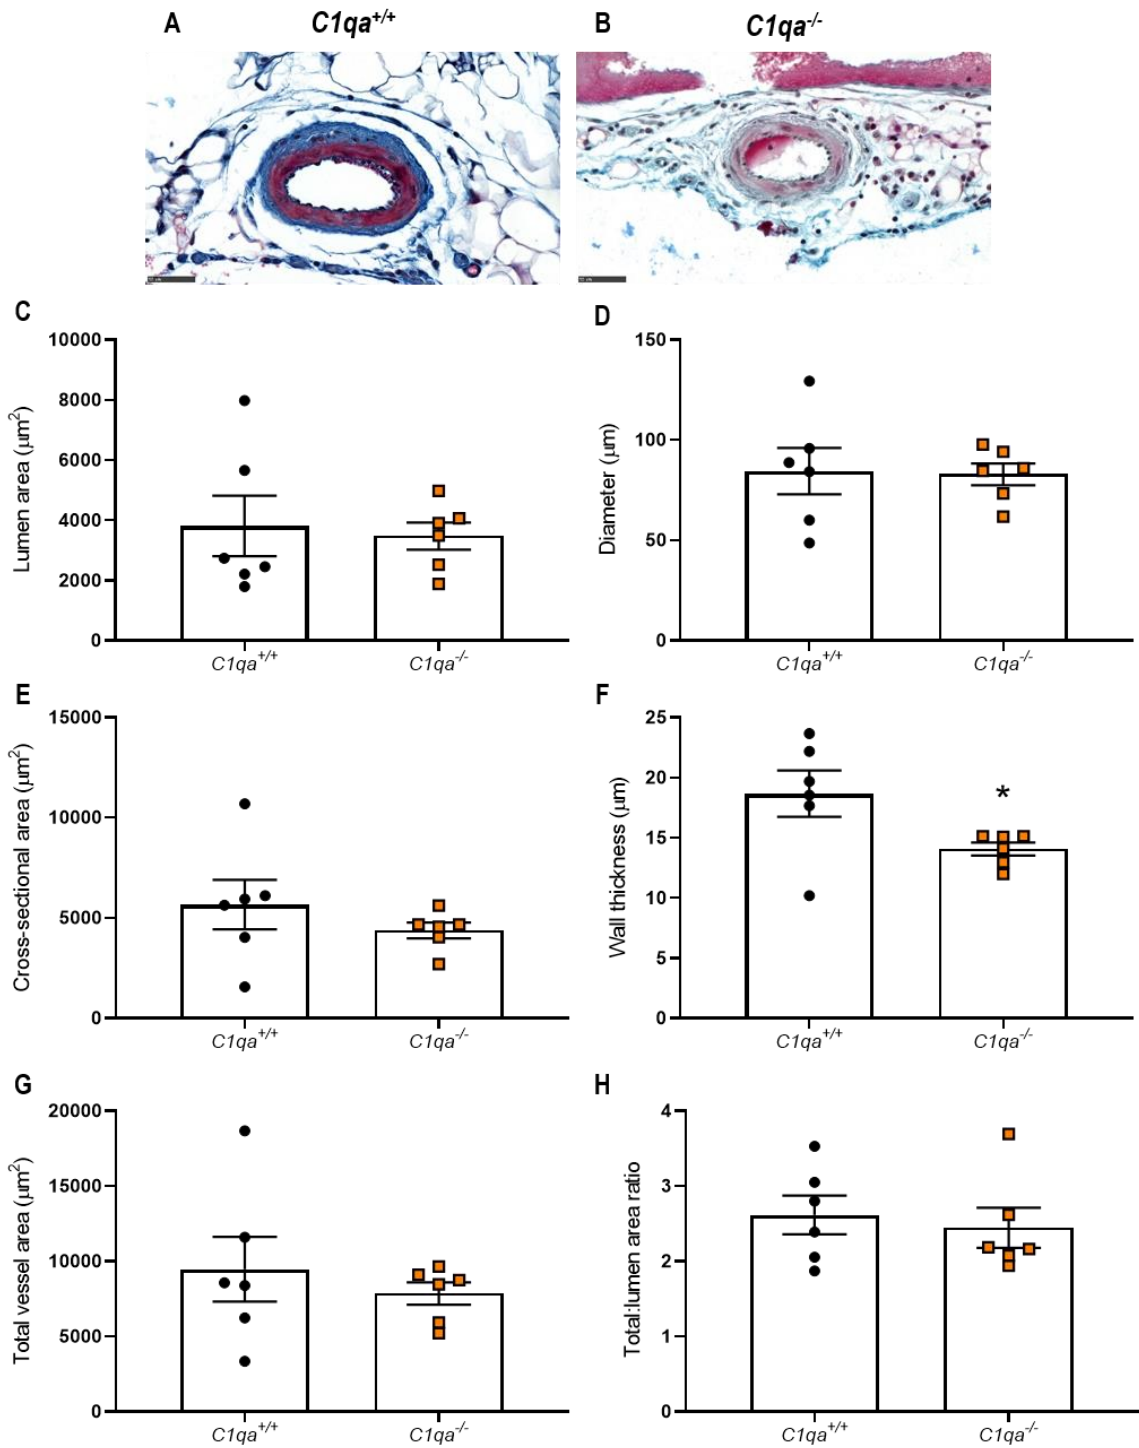 A C1qa+/+ B C1qa-/-
C
10000
8000
6000
4000
2000
0
Lumen area (μm2)
C1qa+/+ C1qa-/-
D
150
100
50
0
Diameter (μm)
C1qa+/+ C1qa-/-
E
15000
10000
5000
0
Cross-sectional area (μm2)
C1qa+/+ C1qa-/-
F
25
20
15
10
5
0
Wall thickness (μm)
*
C1qa+/+ C1qa-/-
G
20000
15000
10000
5000
0
Total vessel area (μm2)
C1qa+/+ C1qa-/-
H
4
3
2
1
0
Total:lumen area ratio
C1qa+/+ C1qa-/-